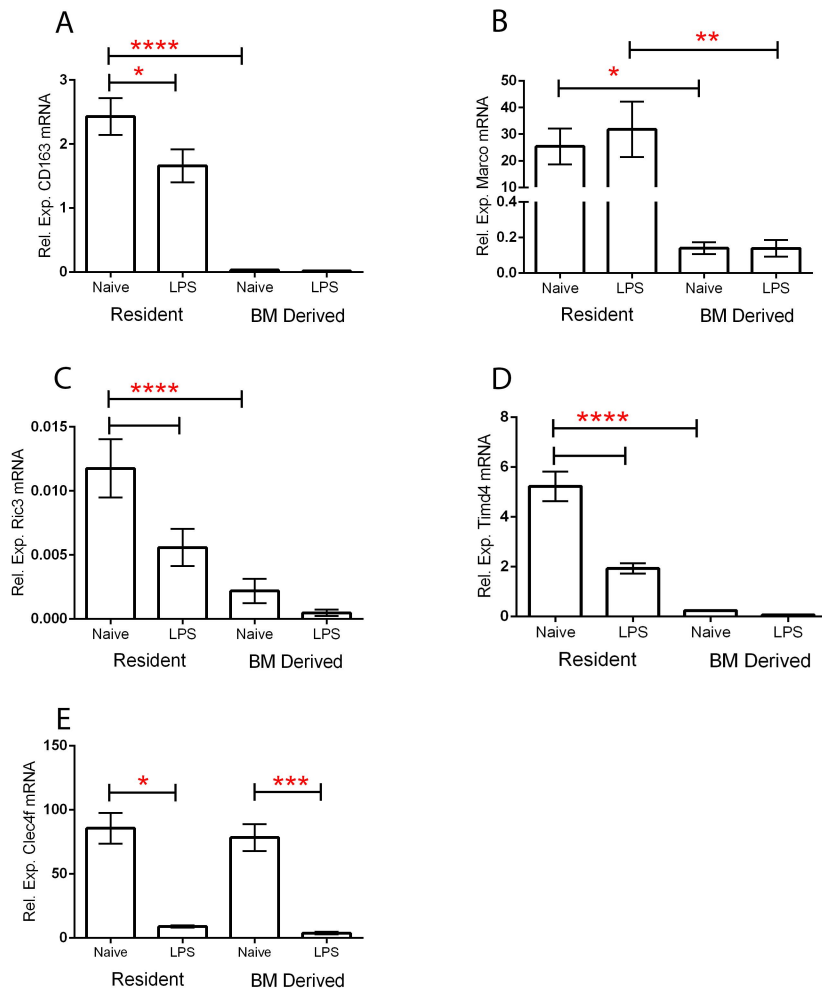 A
****
*
Rel. Exp. CD163 mRNA
3
2
1
0
Naive LPS Naive LPS
Resident BM Derived
B
**
*
Rel. Exp. Marco mRNA
50
40
30
20
10
0.4
0.2
0.0
Naive LPS Naive LPS
Resident BM Derived
C
****
Rel. Exp. Ric3 mRNA
0.015
0.010
0.005
0.000
Naive LPS Naive LPS
Resident BM Derived
D
****
Rel. Exp. Timd4 mRNA
8
6
4
2
0
Naive LPS Naive LPS
Resident BM Derived
E
* ***
Rel. Exp. Clec4f mRNA
150
100
50
0
Naive LPS Naive LPS
Resident BM Derived